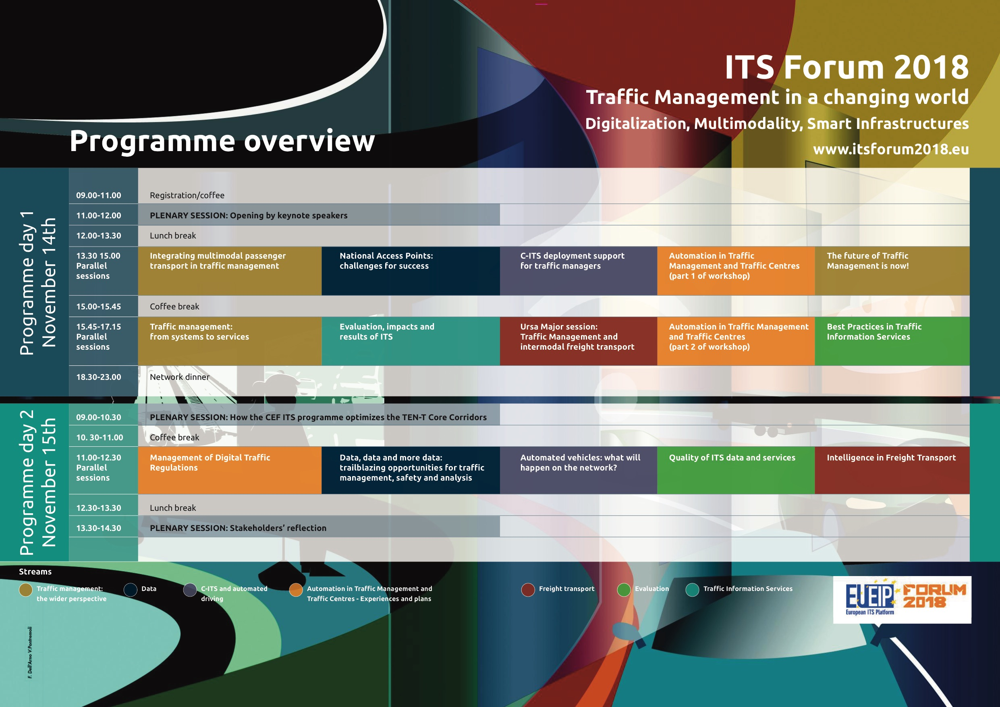 ITS Forum 2018
Traffic Management in a changing world
Digitalization, Multimodality, Smart Infrastructures
www.itsforum2018.eu
Programme overview
Programme day 1
November 14th
09.00-11.00
Registration/coffee
11.00-12.00
PLENARY SESSION: Opening by keynote speakers
12.00-13.30
Lunch break
13.30 15.00
Parallel
sessions
Integrating multimodal passenger
transport in traffic management
National Access Points:
challenges for success
C-ITS deployment support
for traffic managers
Automation in Traffic
Management and Traffic Centres
(part 1 of workshop)
The future of Traffic
Management is now!
15.00-15.45
Coffee break
15.45-17.15
Parallel
sessions
Traffic management:
from systems to services
Evaluation, impacts and
results of ITS
Ursa Major session:
Traffic Management and
intermodal freight transport
Automation in Traffic Management
and Traffic Centres
(part 2 of workshop)
Best Practices in Traffic
Information Services
18.30-23.00
Network dinner
Programme day 2
November 15th
09.00-10.30
PLENARY SESSION: How the CEF ITS programme optimizes the TEN-T Core Corridors
10. 30-11.00
Coffee break
11.00-12.30
Parallel
sessions
Management of Digital Traffic
Regulations
Data, data and more data:
trailblazing opportunities for traffic
management, safety and analysis
Automated vehicles: what will
happen on the network?
Quality of ITS data and services
Intelligence in Freight Transport
12.30-13.30
Lunch break
13.30-14.30
PLENARY SESSION: Stakeholders’ reflection
Streams
Traffic management:
the wider perspective
Data
C-ITS and automated
driving
Automation in Traffic Management and
Traffic Centres - Experiences and plans
Freight transport
Evaluation
Traffic Information Services
EU EIP
European ITS Platform
FORUM
2018
F. Dell'Arno V.Pontremoli